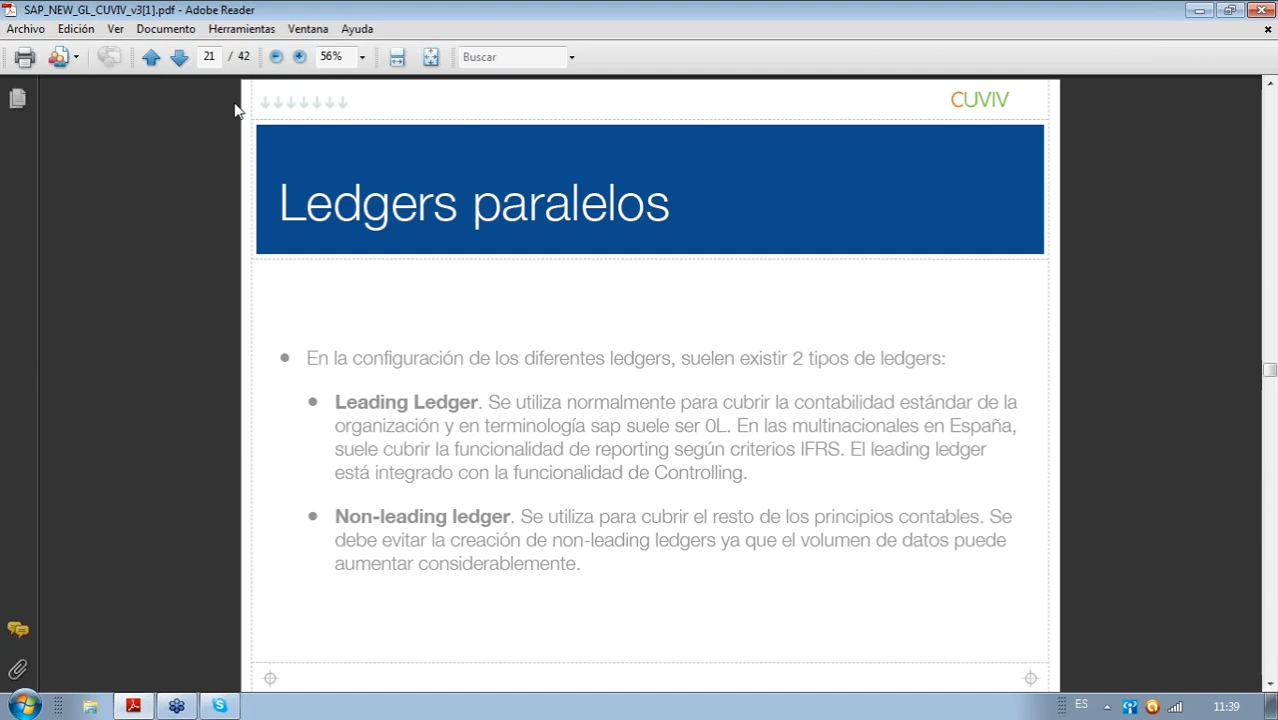 SAP_NEW_GL_CUVIV_v3[1].pdf - Adobe Reader
Archivo Edición Ver Documento Herramientas Ventana Ayuda
21 / 42 56% Buscar
CUVIV
Ledgers paralelos
En la configuración de los diferentes ledgers, suelen existir 2 tipos de ledgers:
Leading Ledger. Se utiliza normalmente para cubrir la contabilidad estándar de la
organización y en terminología sap suele ser 0L. En las multinacionales en España,
suele cubrir la funcionalidad de reporting según criterios IFRS. El leading ledger
está integrado con la funcionalidad de Controlling.
Non-leading ledger. Se utiliza para cubrir el resto de los principios contables. Se
debe evitar la creación de non-leading ledgers ya que el volumen de datos puede
aumentar considerablemente.
ES 11:39